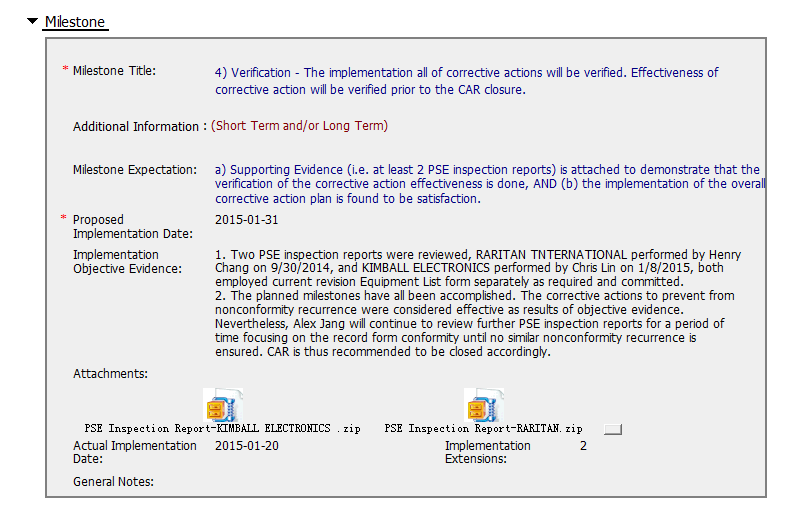 Milestone
* Milestone Title: 4) Verification - The implementation all of corrective actions will be verified. Effectiveness of
corrective action will be verified prior to the CAR closure.
Additional Information : (Short Term and/or Long Term)
Milestone Expectation: a) Supporting Evidence (i.e. at least 2 PSE inspection reports) is attached to demonstrate that the
verification of the corrective action effectiveness is done, AND (b) the implementation of the overall
corrective action plan is found to be satisfaction.
* Proposed 2015-01-31
Implementation Date:
Implementation 1. Two PSE inspection reports were reviewed, RARITAN TNTERNATIONAL performed by Henry
Objective Evidence: Chang on 9/30/2014, and KIMBALL ELECTRONICS performed by Chris Lin on 1/8/2015, both
employed current revision Equipment List form separately as required and committed.
2. The planned milestones have all been accomplished. The corrective actions to prevent from
nonconformity recurrence were considered effective as results of objective evidence.
Nevertheless, Alex Jang will continue to review further PSE inspection reports for a period of
time focusing on the record form conformity until no similar nonconformity recurrence is
ensured. CAR is thus recommended to be closed accordingly.
Attachments:
PSE Inspection Report-KIMBALL ELECTRONICS .zip PSE Inspection Report-RARITAN.zip
Actual Implementation 2015-01-20 Implementation 2
Date: Extensions:
General Notes: